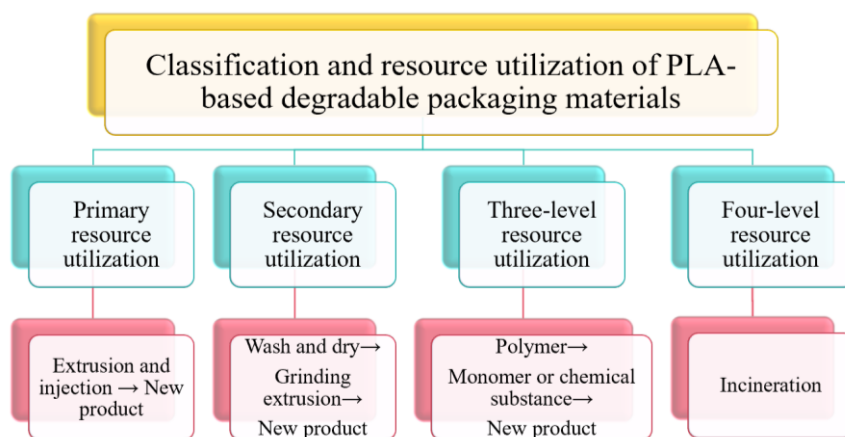 Classification and resource utilization of PLA-
based degradable packaging materials
Primary
resource
utilization
Secondary
resource
utilization
Three-level
resource
utilization
Four-level
resource
utilization
Extrusion and
injection → New
product
Wash and dry→
Grinding
extrusion→
New product
Polymer→
Monomer or chemical
substance→
New product
Incineration